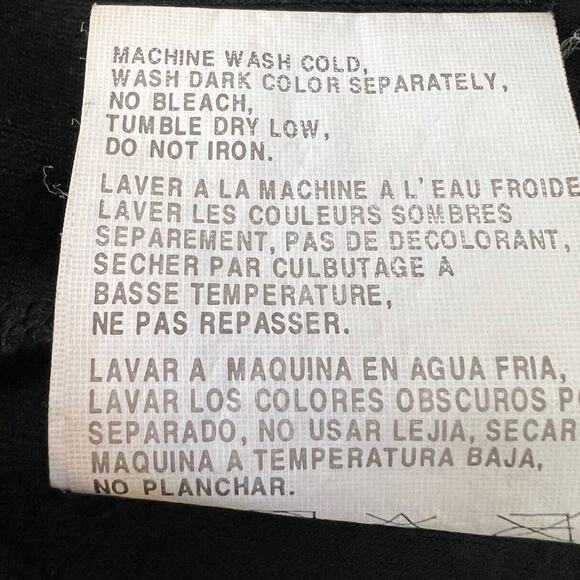 MACHINE WASH COLD,
WASH DARK COLOR SEPARATELY,
NO BLEACH,
TUMBLE DRY LOW,
DO NOT IRON.
LAVER A LA MACHINE A L'EAU FROIDE
LAVER LES COULEURS SOMBRES
SEPAREMENT, PAS DE DECOLORANT,
SECHER PAR CULBUTAGE A
BASSE TEMPERATURE,
NE PAS REPASSER.
LAVAR A MAQUINA EN AGUA FRIA,
LAVAR LOS COLORES OBSCUROS
SEPARADO, NO USAR LEJIA, SECAR
MAQUINA A TEMPERATURA BAJA,
NO PLANCHAR.